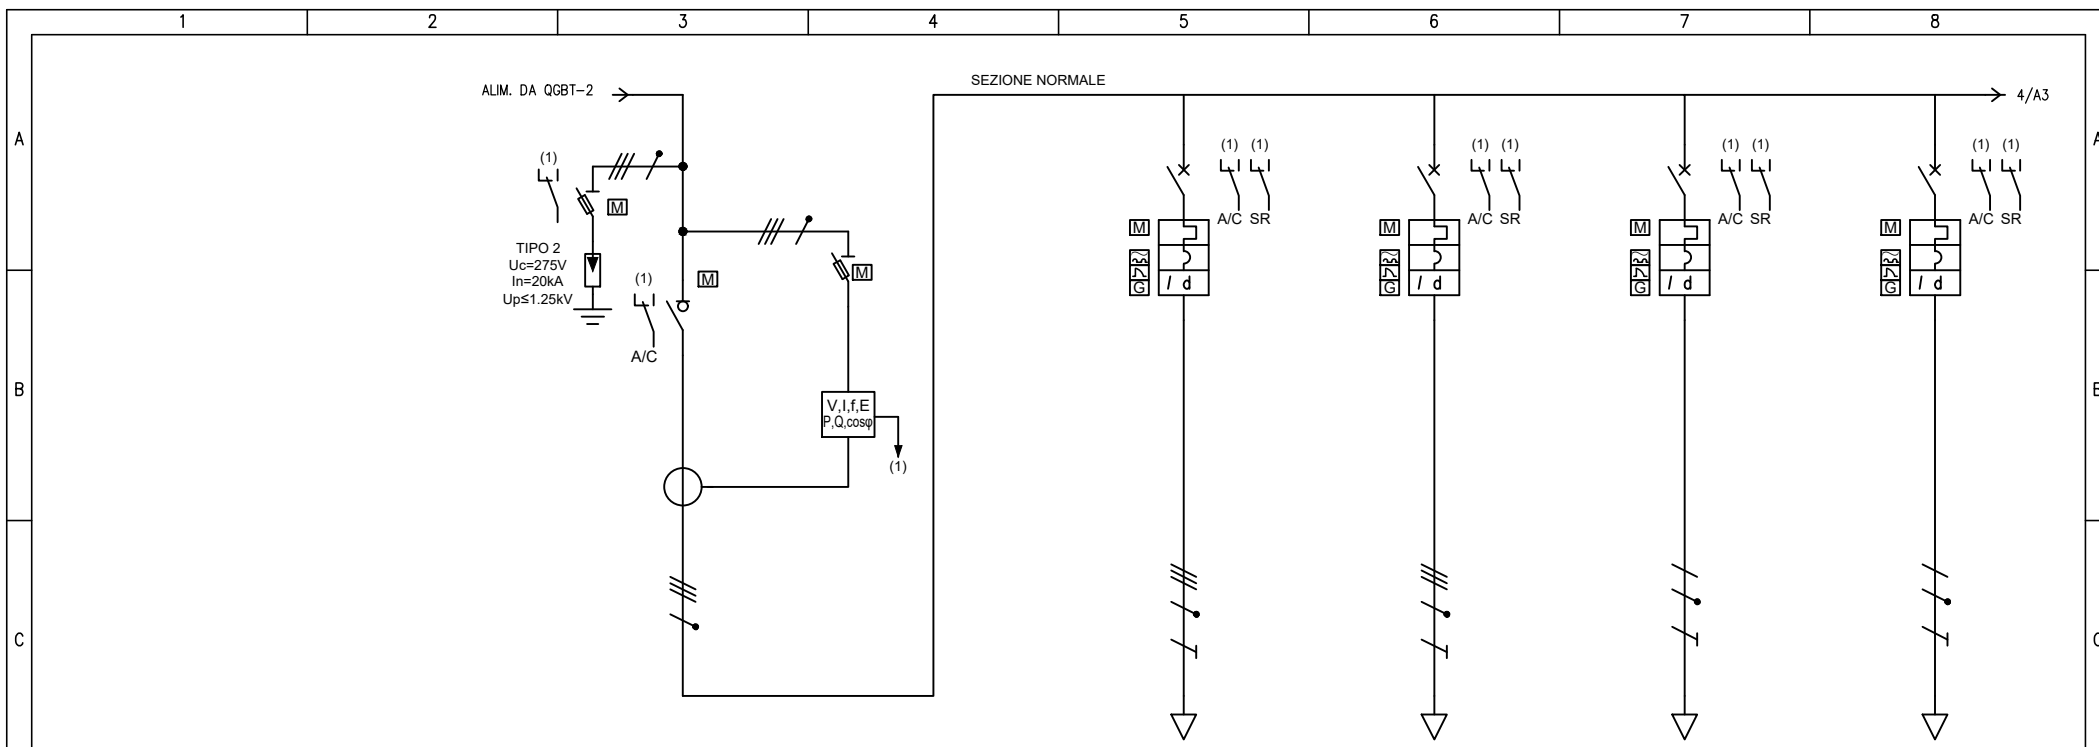 1 2 3 4 5 6 7 8
SEZIONE NORMALE
ALIM. DA QGBT-2
4/A3
A A
(1) (1) (1) (1) (1) (1) (1) (1) (1)
M
A/C SR A/C SR A/C SR A/C SR
M M M M
TIPO 2
Uc=275V
In=20kA
Up≤1.25kV
(1) M M
G I d G I d G I d G I d
A/C
B B
V,I,f,E
P,Q,cosφ
(1)
C C